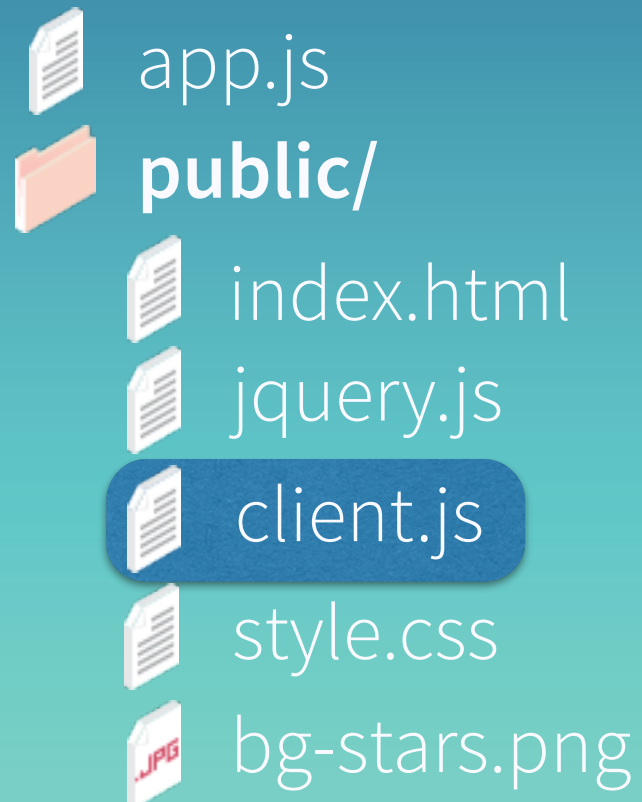 app.js
public/
index.html
jquery.js
client.js
style.css
.JPG
bg-stars.png